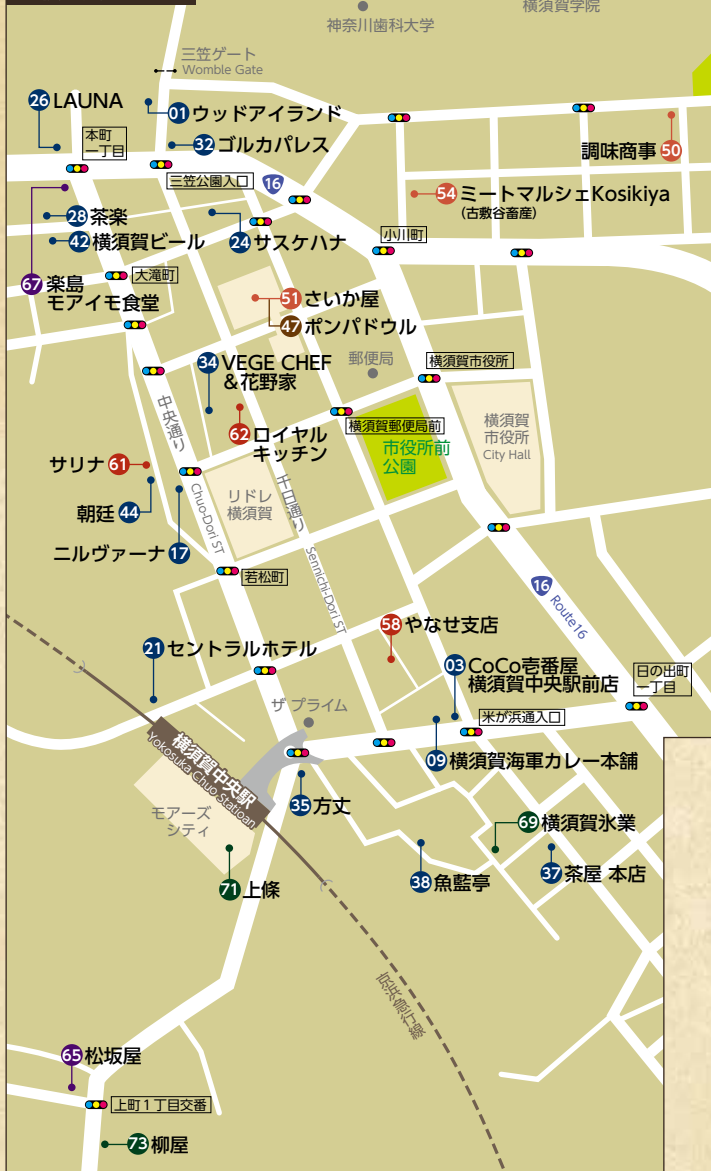 横須賀学院
神奈川歯科大学
三笠ゲート
Womble Gate
26 LAUNA
01 ウッドアイランド
本町
一丁目
32 ゴルカパレス
調味商事 50
三笠公園入口
16
54 ミートマルシェKosikiya
(古敷谷畜産)
28 茶楽
24 サスケハナ
小川町
42 横須賀ビール
大滝町
67 楽島
モアイモ食堂
51 さいか屋
47 ポンパドウル
34 VEGE CHEF
&花野家
郵便局
横須賀市役所
中央通り
62 ロイヤル
キッチン
横須賀郵便局前
市役所前
公園
横須賀
市役所
City Hall
サリナ 61
リドレ
横須賀
千日通り
朝廷 44
Chuo-Dori ST
ニルヴァーナ 17
Sennichi-Dori ST
若松町
16
Route16
58 やなせ支店
21 セントラルホテル
03 CoCo壱番屋
横須賀中央駅前店
日の出町
一丁目
ザ プライム
米が浜通入口
横須賀中央駅
Yokosuka Chuo Statioan
09 横須賀海軍カレー本舗
モアーズ
シティ
35 方丈
69 横須賀氷業
71 上條
38 魚藍亭
37 茶屋 本店
京浜急行線
65 松坂屋
上町1丁目交番
73 柳屋